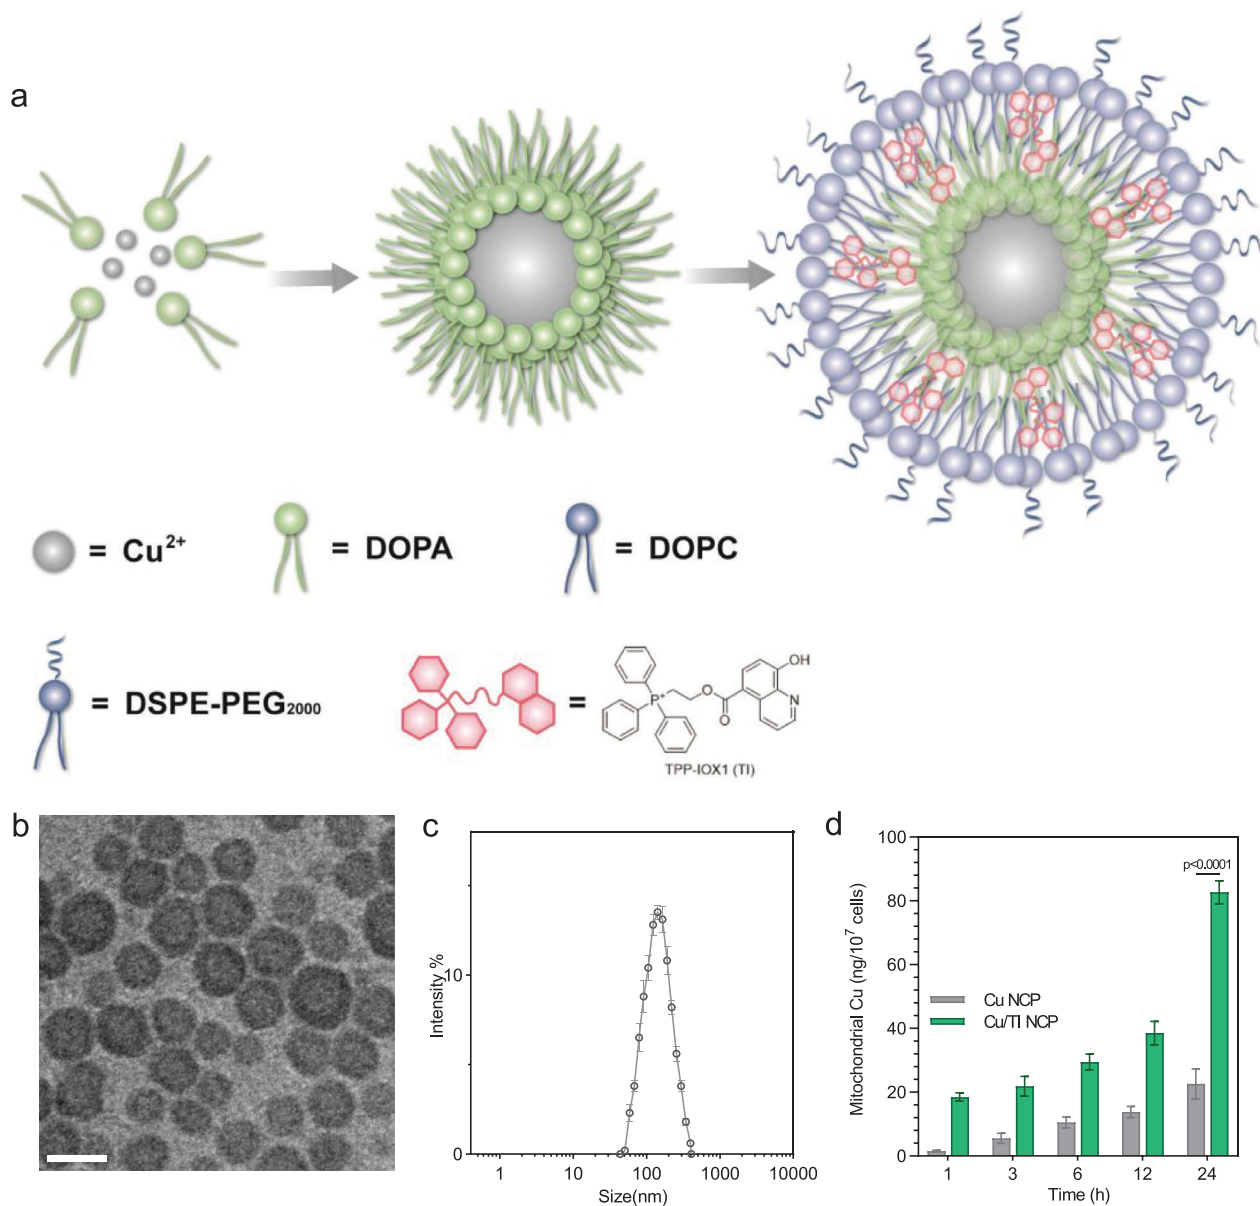 a
= Cu2+
= DOPA
= DOPC
= DSPE-PEG2000
=
P+
O
O
OH
N
TPP-IOX1 (TI)
b
c
Intensity %
10
0
1
10
100
1000
10000
Size(nm)
d
Mitochondrial Cu (ng/10^7 cells)
100
80
60
40
20
0
p<0.0001
Cu NCP
Cu/TI NCP
1
3
6
12
24
Time (h)